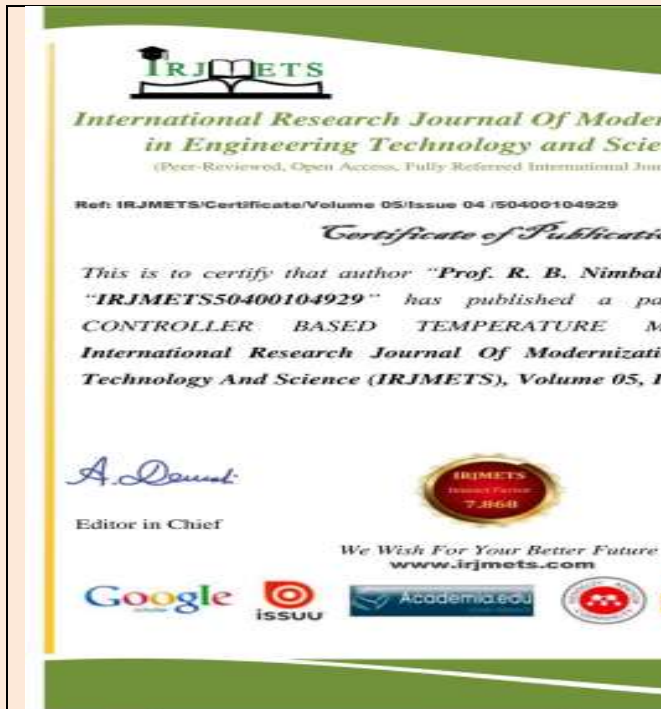 IRJMETS
International Research Journal Of Moder
in Engineering Technology and Scie
(Peer-Reviewed, Open Access, Fully Refereed International Jou
Ref: IRJMETS/Certificate/Volume 05/Issue 04 /50400104929
Certificate of Publicati
This is to certify that author "Prof. R. B. Nimbal
"IRJMETS50400104929" has published a pa
CONTROLLER BASED TEMPERATURE M
International Research Journal Of Modernizati
Technology And Science (IRJMETS), Volume 05, I
IRJMETS
Impact Factor
7.868
Editor in Chief
We Wish For Your Better Future
www.irjmets.com
Google
issuu
Academia.edu